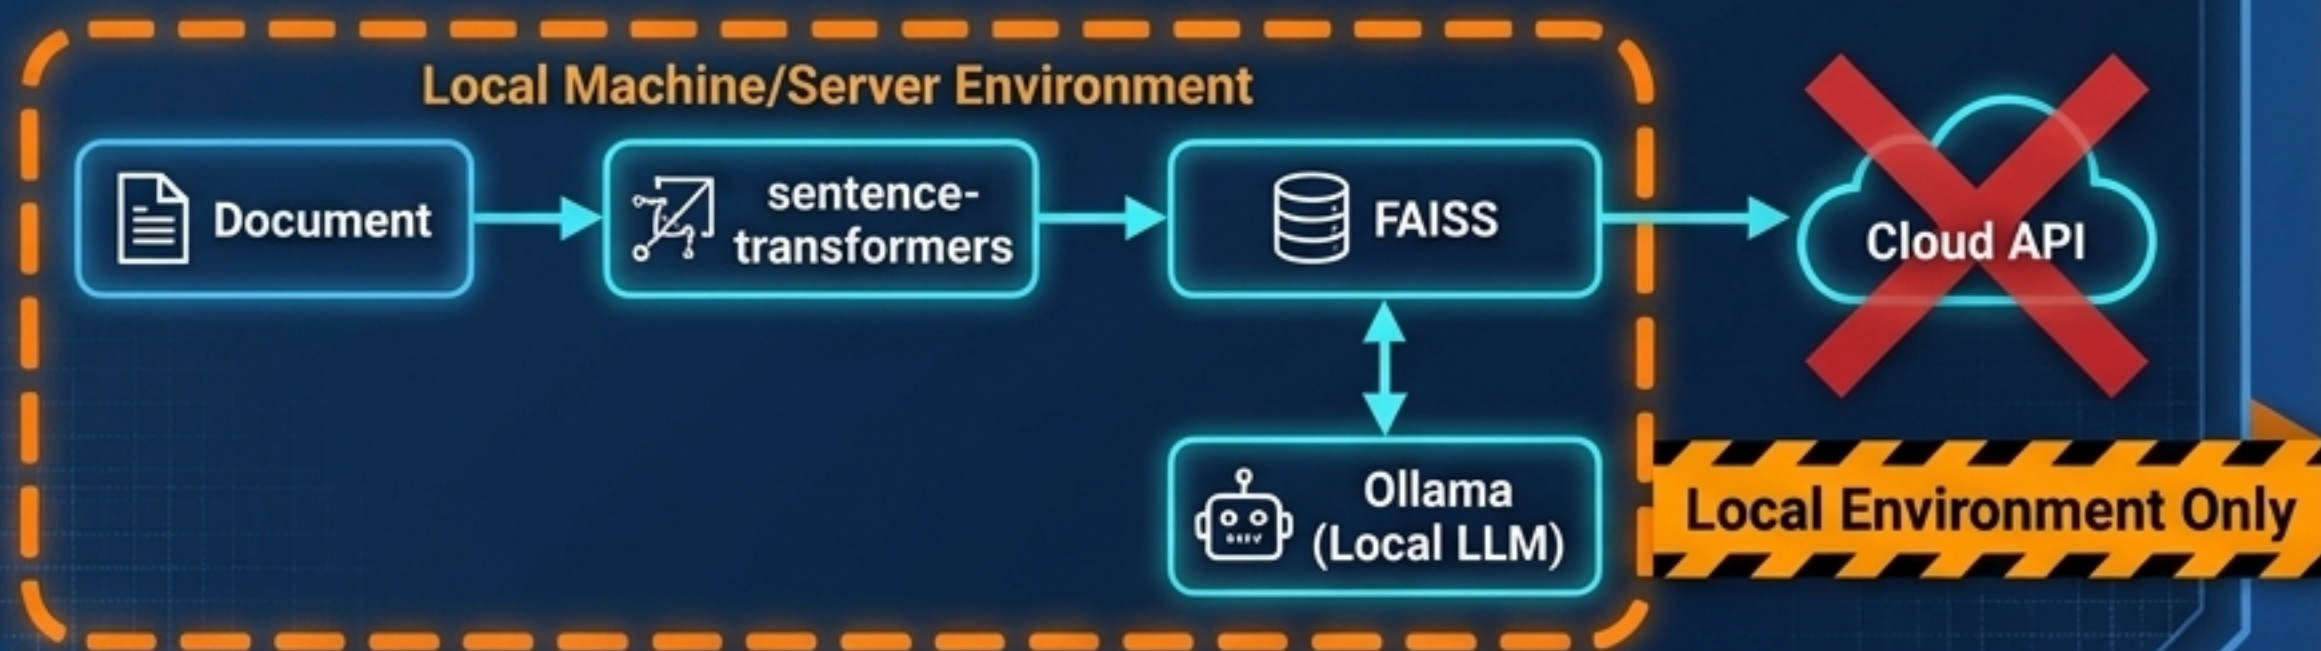 Local Machine/Server Environment
Document
sentence-
transformers
FAISS
Cloud API
Ollama
(Local LLM)
Local Environment Only